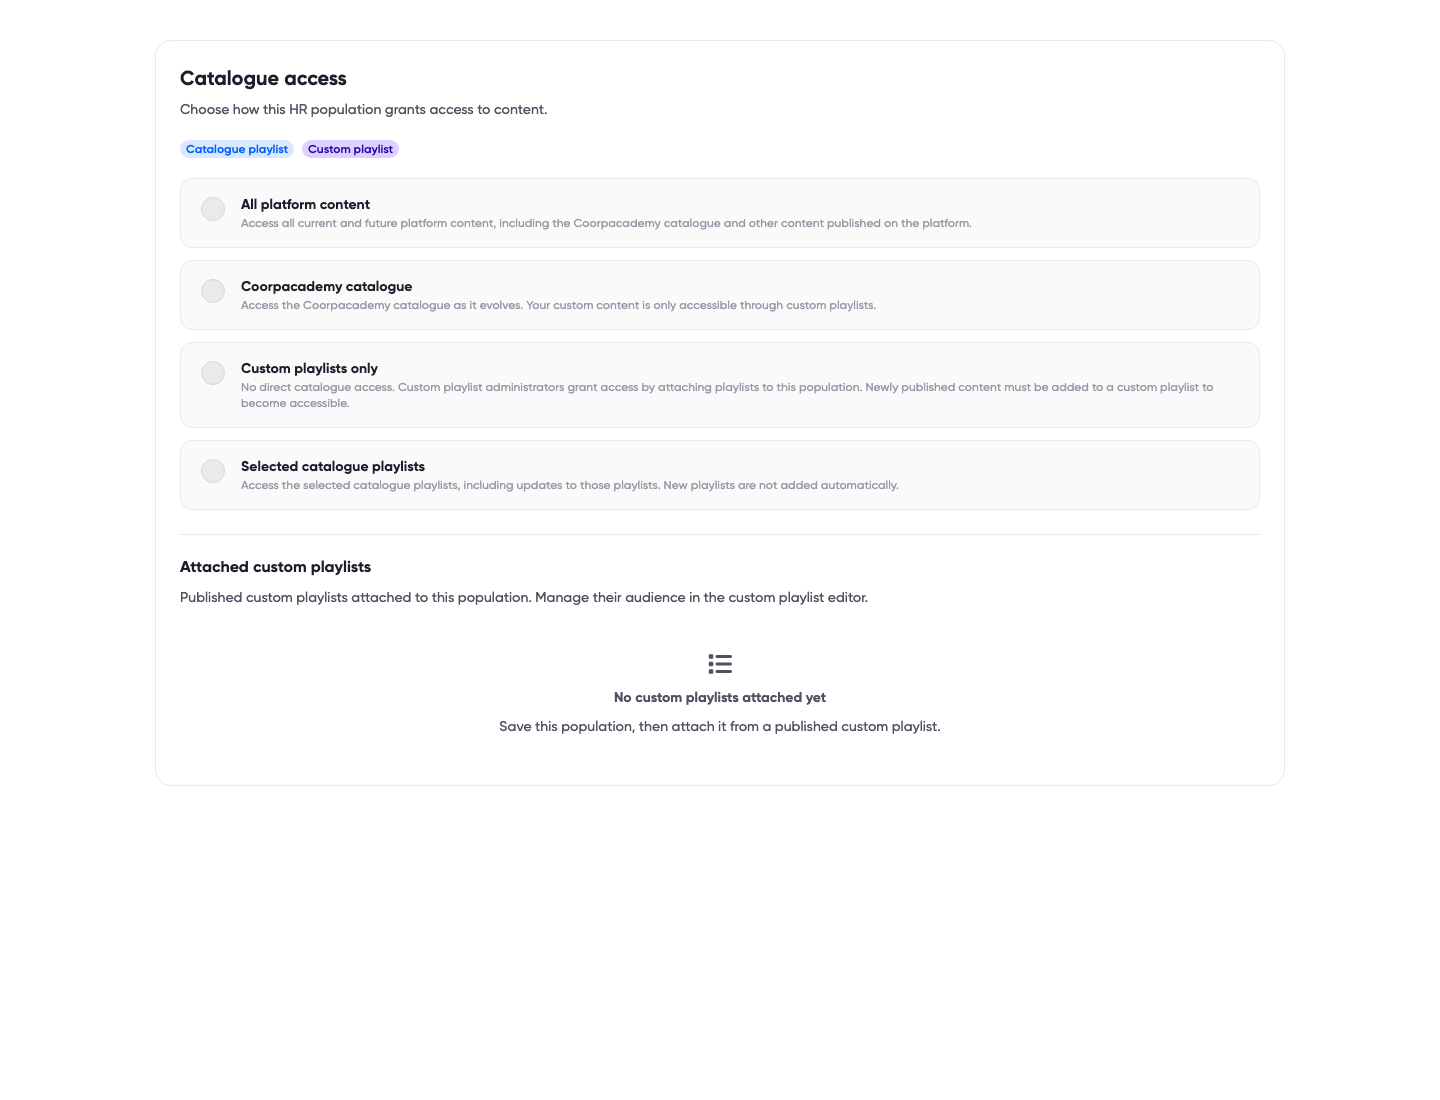 Catalogue access
Choose how this HR population grants access to content.
Catalogue playlist Custom playlist
All platform content
Access all current and future platform content, including the Coorpacademy catalogue and other content published on the platform.
Coorpacademy catalogue
Access the Coorpacademy catalogue as it evolves. Your custom content is only accessible through custom playlists.
Custom playlists only
No direct catalogue access. Custom playlist administrators grant access by attaching playlists to this population. Newly published content must be added to a custom playlist to
become accessible.
Selected catalogue playlists
Access the selected catalogue playlists, including updates to those playlists. New playlists are not added automatically.
Attached custom playlists
Published custom playlists attached to this population. Manage their audience in the custom playlist editor.
No custom playlists attached yet
Save this population, then attach it from a published custom playlist.